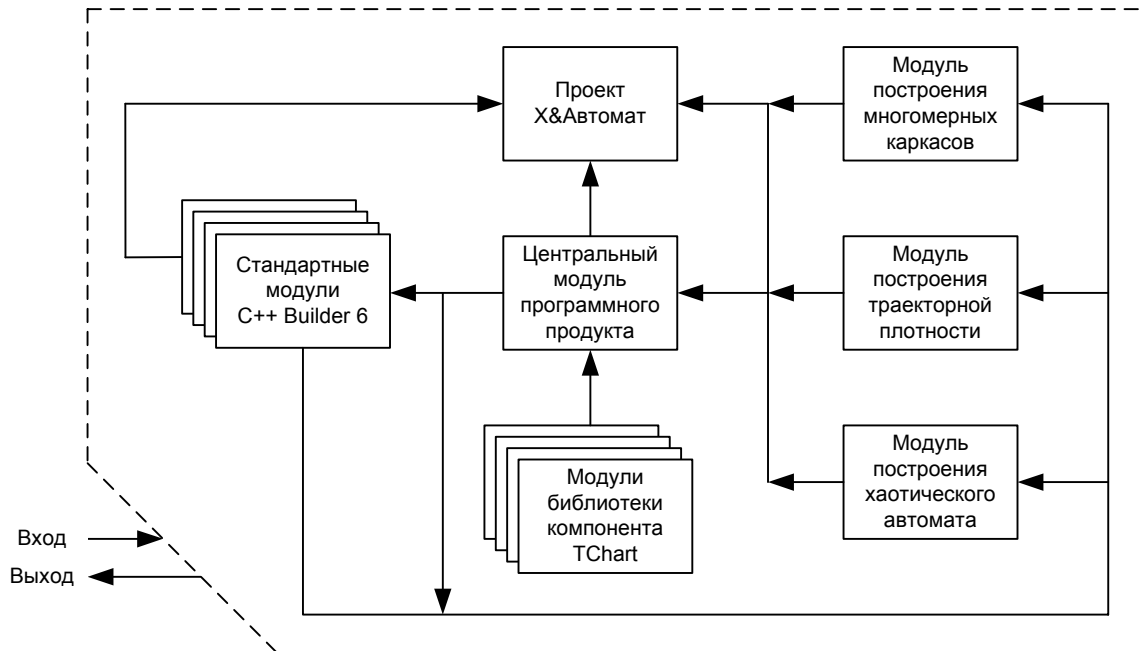 Проект
Х&Автомат
Модуль
построения
многомерных
каркасов
Стандартные
модули
C++ Builder 6
Центральный
модуль
программного
продукта
Модуль
построения
траекторной
плотности
Модули
библиотеки
компонента
TChart
Модуль
построения
хаотического
автомата
Вход
Выход